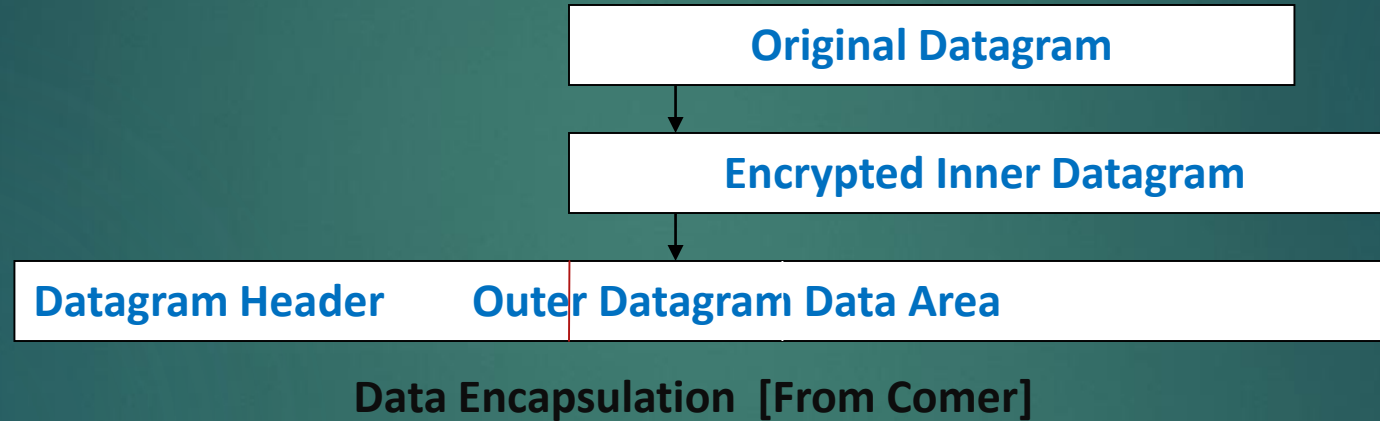 Original Datagram
Encrypted Inner Datagram
Datagram Header Outer Datagram Data Area
Data Encapsulation [From Comer]